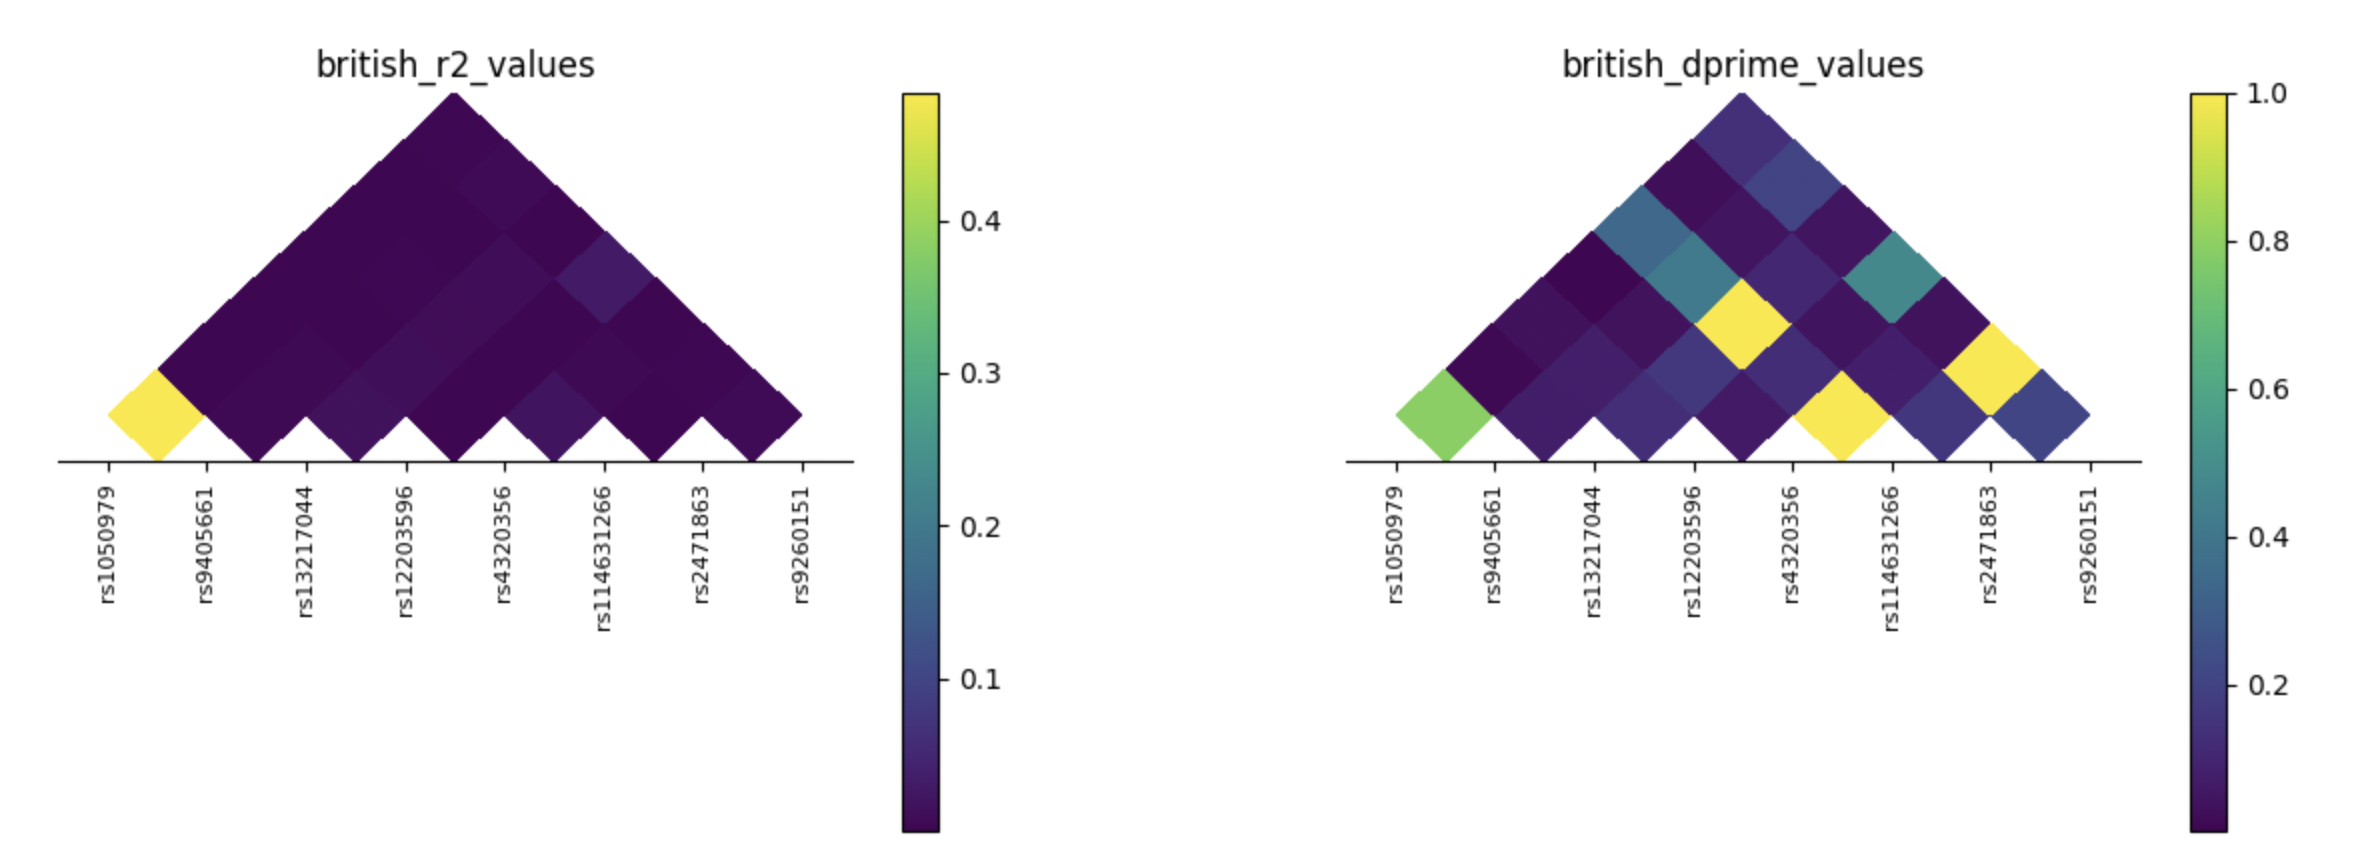 british_r2_values
0.4
0.3
0.2
0.1
rs1050979
rs9405661
rs13217044
rs12203596
rs4320356
rs114631266
rs2471863
rs9260151
british_dprime_values
1.0
0.8
0.6
0.4
0.2
rs1050979
rs9405661
rs13217044
rs12203596
rs4320356
rs114631266
rs2471863
rs9260151